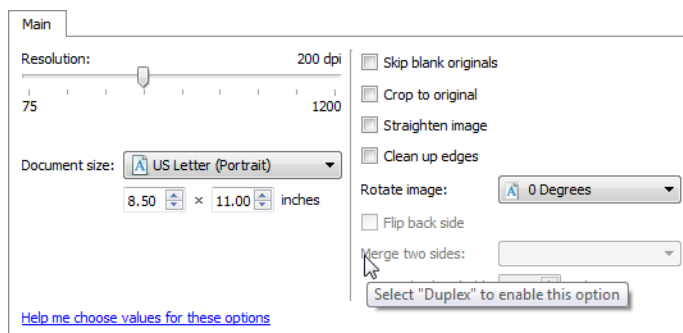 Main
Resolution: 200 dpi
75 1200
Document size: US Letter (Portrait)
8.50 × 11.00 inches
Help me choose values for these options
Skip blank originals
Crop to original
Straighten image
Clean up edges
Rotate image: A 0 Degrees
Flip back side
Merge two sides:
Select "Duplex" to enable this option